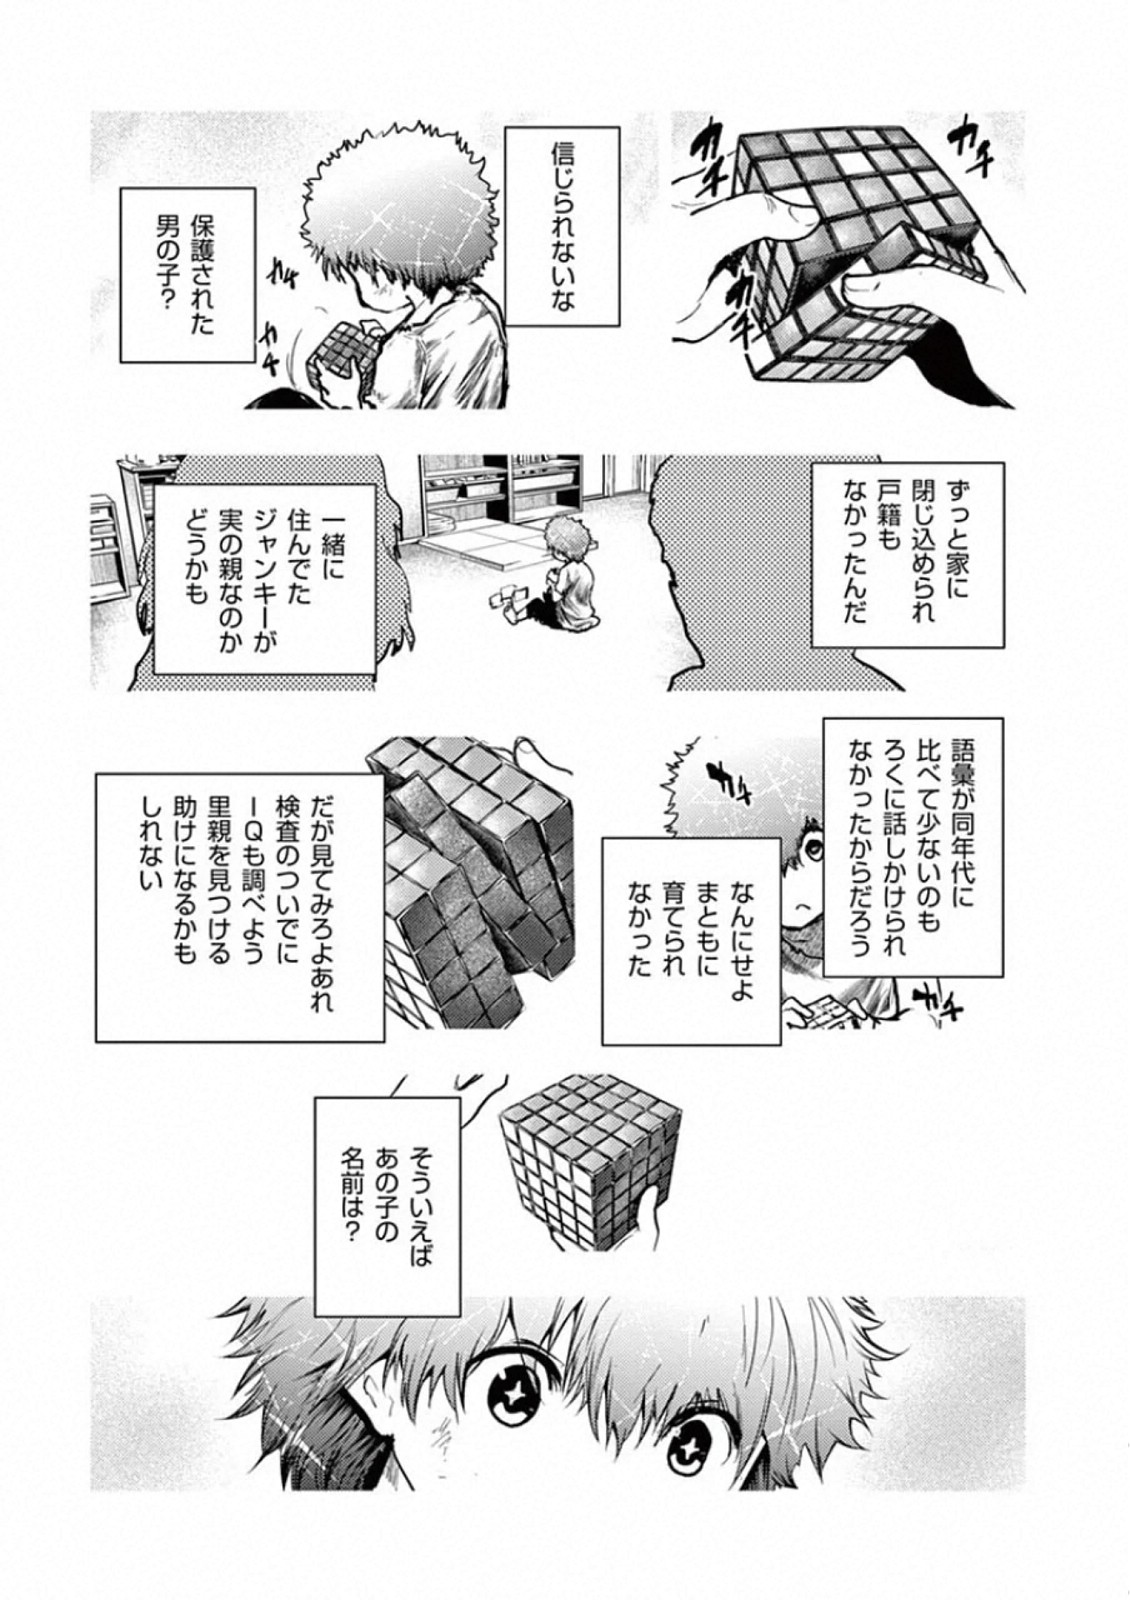 カチ
カチ
カチ
信じられないな
保護された
男の子?
カチ
カチ
ずっと家に
閉じ込められ
戸籍も
なかったんだ
一緒に
住んでた
ジャンキーが
実の親なのか
どうかも
語彙が同年代に
比べて少ないのも
ろくに話しかけられ
なかったからだろう
カチ
カチ
なんにせよ
まともに
育てられ
なかった
だが見てみろよあれ
検査のついでに
IQも調べよう
里親を見つける
助けになるかも
しれない
そういえば
あの子の
名前は?